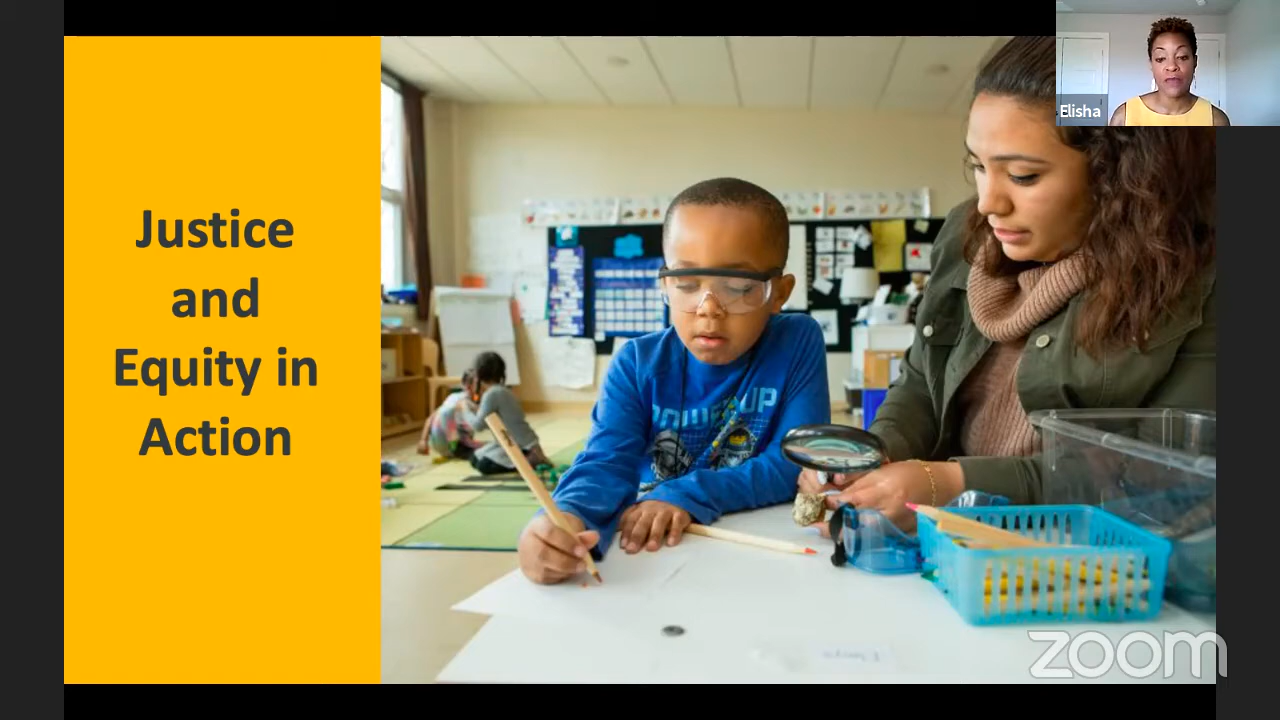 Justice
and
Equity in
Action
Elisha
POWER UP
zoom